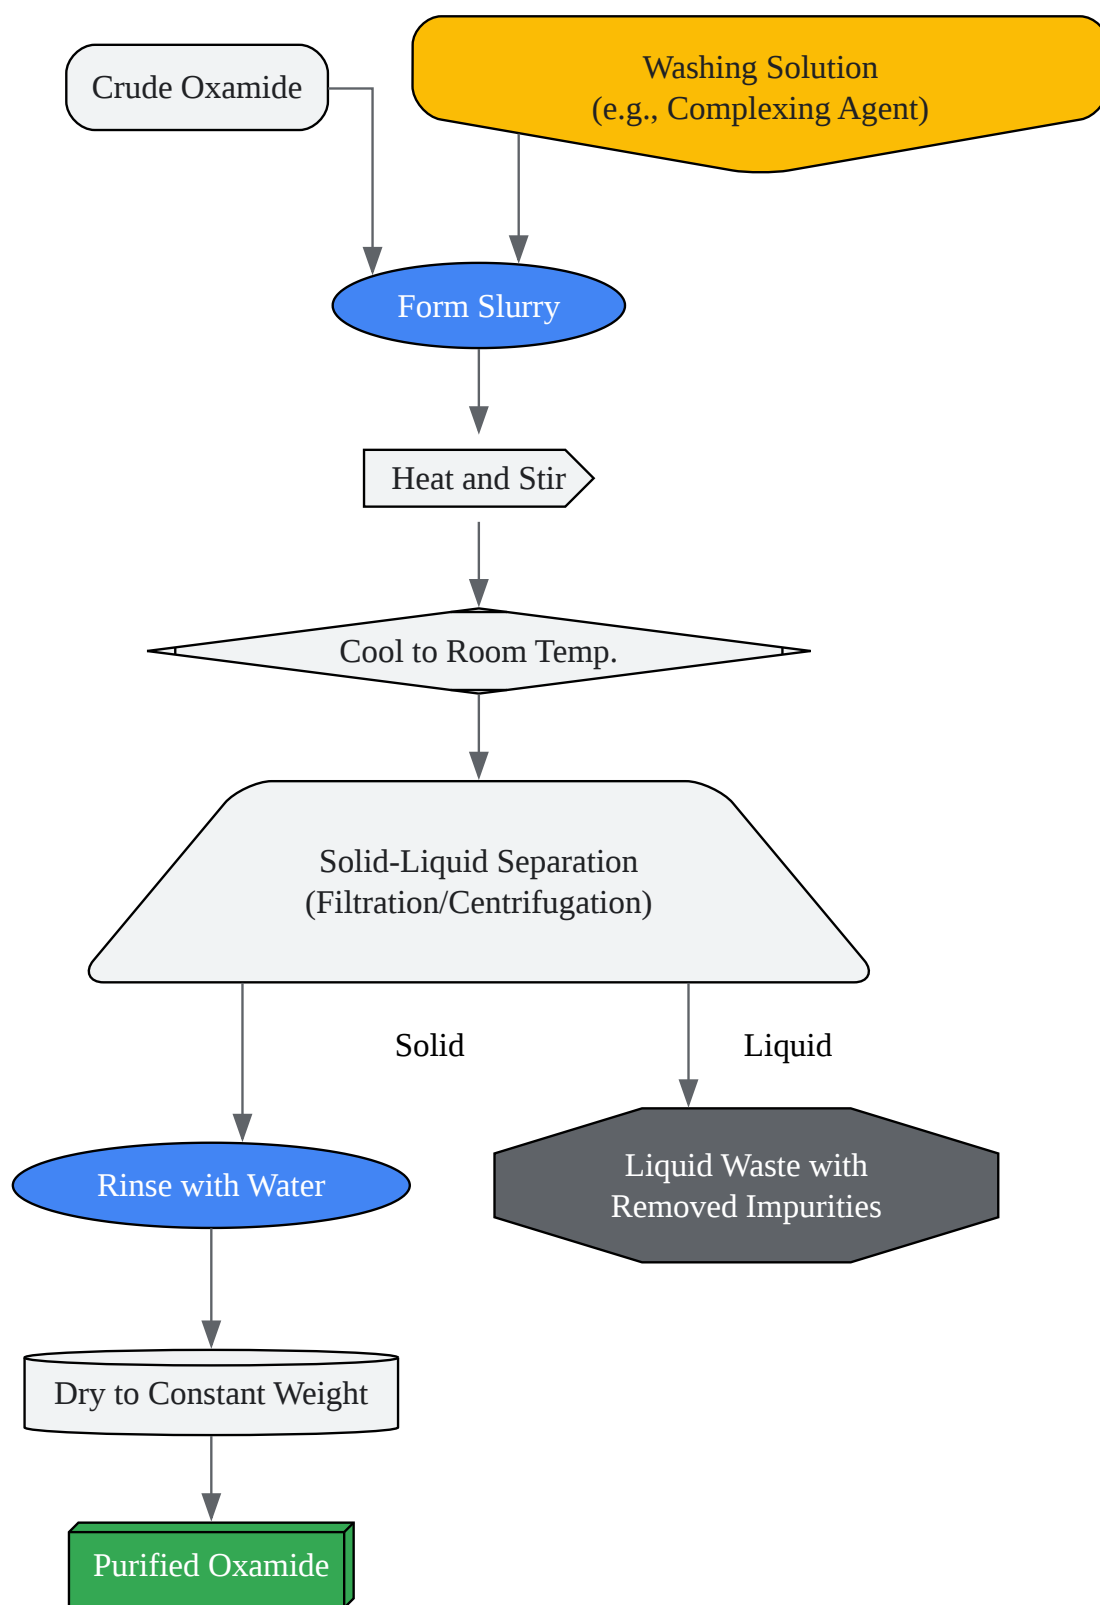 Crude Oxamide
Washing Solution
(e.g., Complexing Agent)
Form Slurry
Heat and Stir
Cool to Room Temp.
Solid-Liquid Separation
(Filtration/Centrifugation)
Solid
Liquid
Rinse with Water
Liquid Waste with
Removed Impurities
Dry to Constant Weight
Purified Oxamide